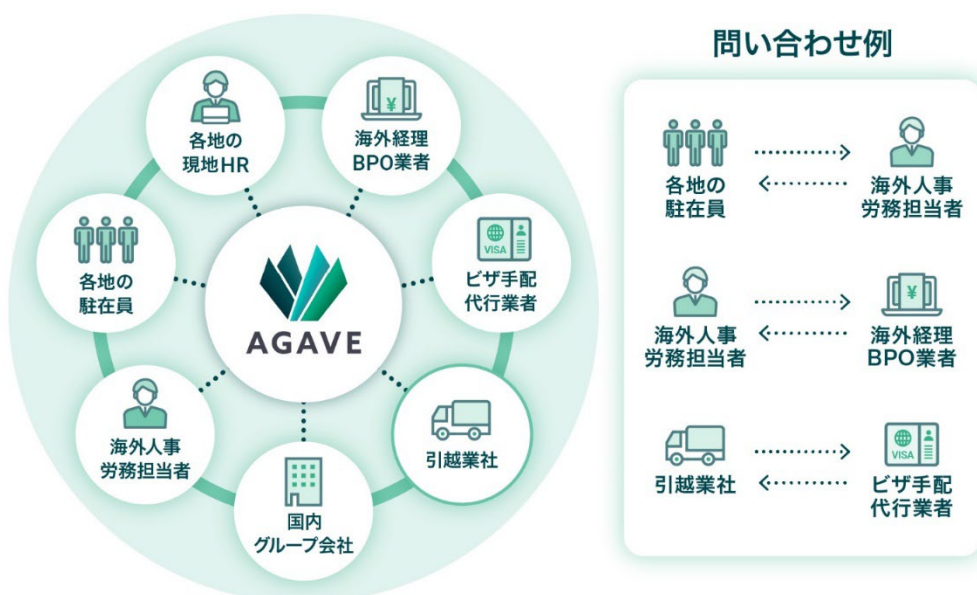 問い合わせ例
各地の
現地HR
海外経理
BPO業者
各地の
駐在員
VISA
ビザ手配
代行業者
AGAVE
海外人事
労務担当者
引越業社
国内
グループ会社
各地の
駐在員
海外人事
労務担当者
海外人事
労務担当者
¥
海外経理
BPO業者
引越業社
VISA
ビザ手配
代行業者
¥